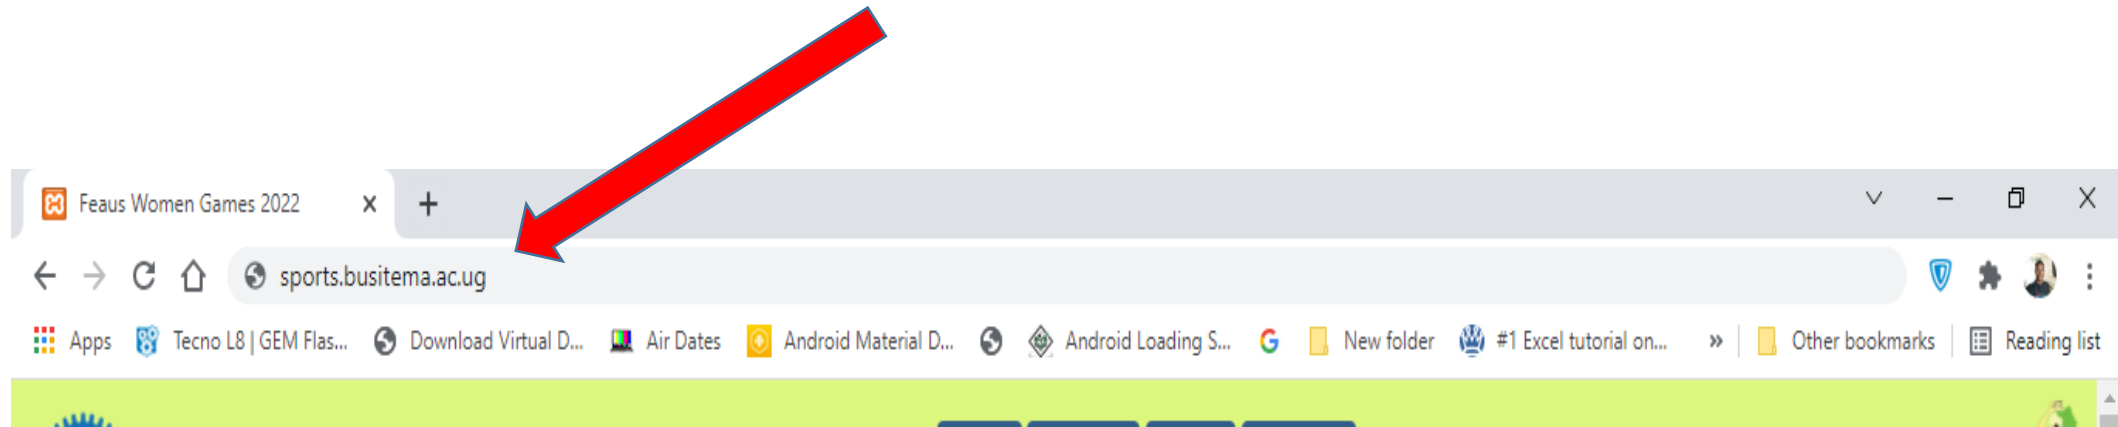 Feaus Women Games 2022
sports.busitema.ac.ug
Apps Tecno L8 | GEM Flas... Download Virtual D... Air Dates Android Material D... Android Loading S... New folder #1 Excel tutorial on... » Other bookmarks Reading list